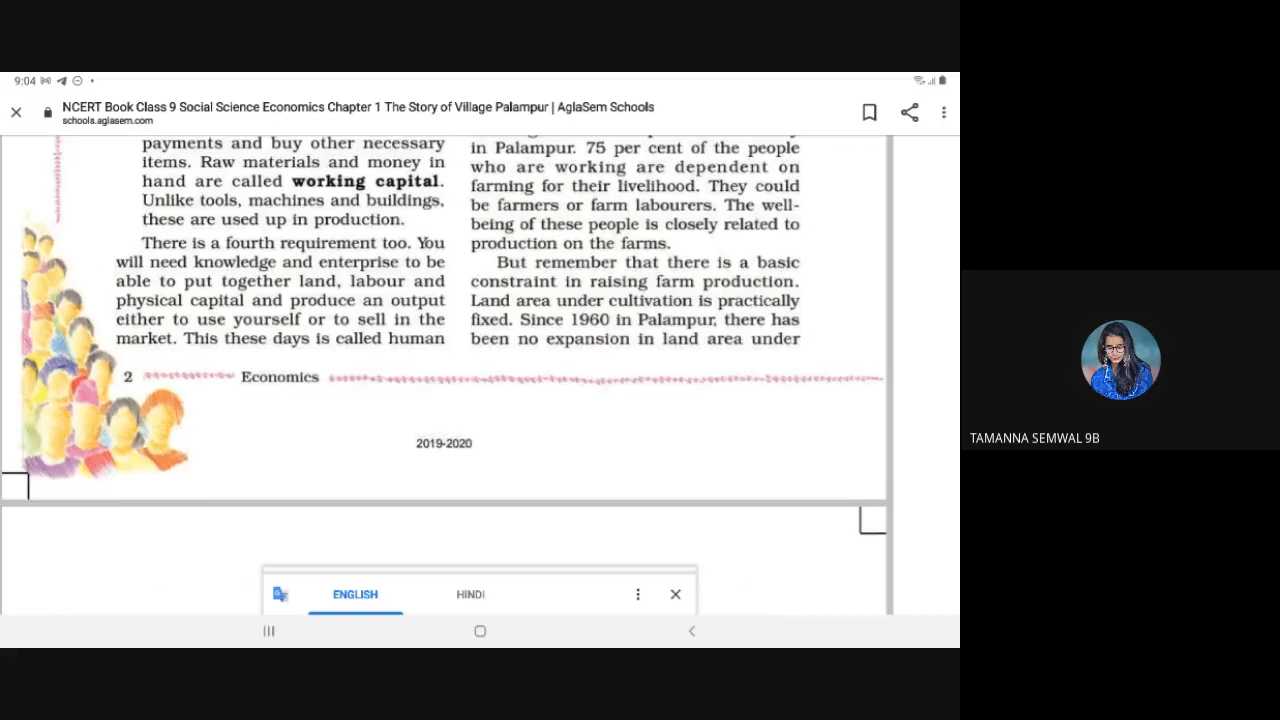 9:04
NCERT Book Class 9 Social Science Economics Chapter 1 The Story of Village Palampur | AglaSem Schools
schools.aglasem.com
payments and buy other necessary
items. Raw materials and money in
hand are called working capital.
Unlike tools, machines and buildings,
these are used up in production.
There is a fourth requirement too. You
will need knowledge and enterprise to be
able to put together land, labour and
physical capital and produce an output
either to use yourself or to sell in the
market. This these days is called human
in Palampur. 75 per cent of the people
who are working are dependent on
farming for their livelihood. They could
be farmers or farm labourers. The well-
being of these people is closely related to
production on the farms.
But remember that there is a basic
constraint in raising farm production.
Land area under cultivation is practically
fixed. Since 1960 in Palampur, there has
been no expansion in land area under
2 Economics
2019-2020
ENGLISH HINDI
TAMANNA SEMWAL 9B